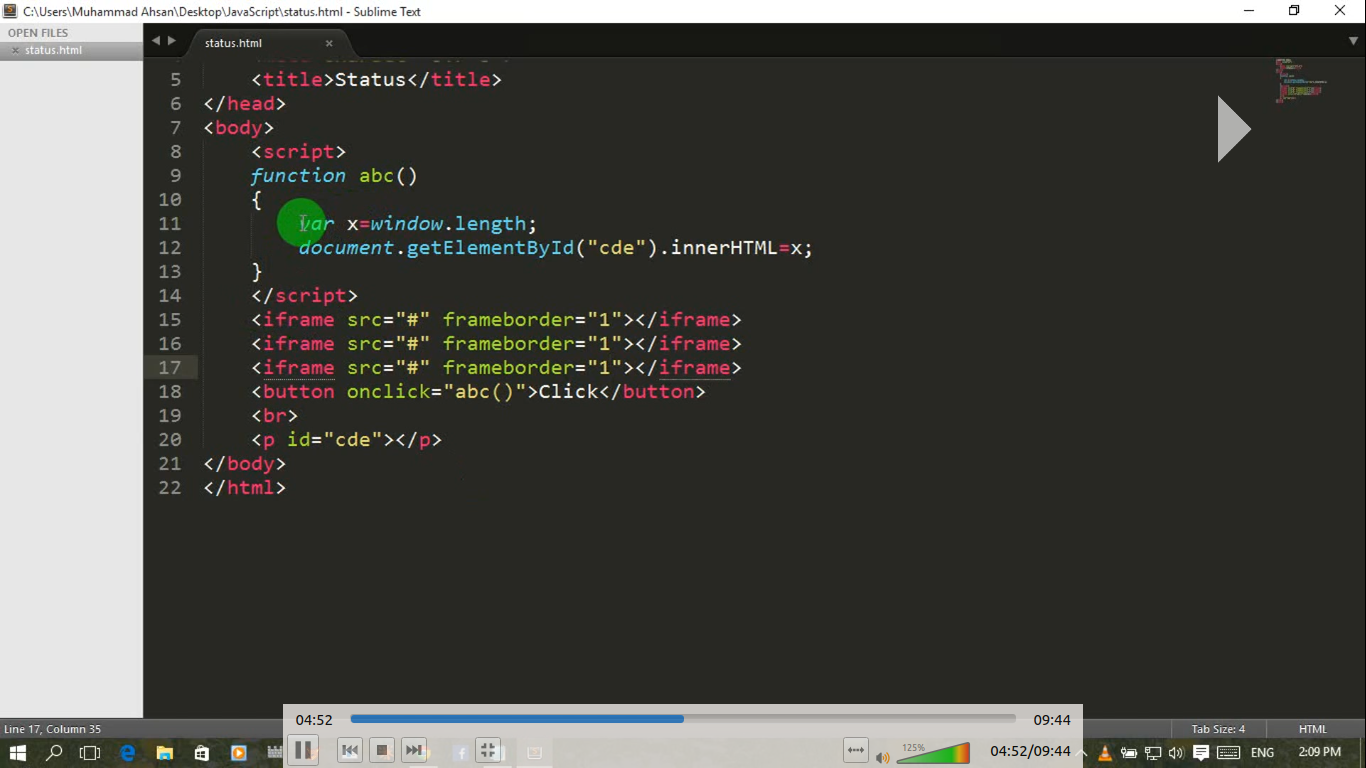 C:\Users\Muhammad Ahsan\Desktop\JavaScript\status.html - Sublime Text
OPEN FILES
status.html
status.html
5 <title>Status</title>
6 </head>
7 <body>
8 <script>
9 function abc()
10 {
11 var x=window.length;
12 document.getElementById("cde").innerHTML=x;
13 }
14 </script>
15 <iframe src="#" frameborder="1"></iframe>
16 <iframe src="#" frameborder="1"></iframe>
17 <iframe src="#" frameborder="1"></iframe>
18 <button onclick="abc()">Click</button>
19 <br>
20 <p id="cde"></p>
21 </body>
22 </html>
04:52 09:44
Line 17, Column 35 Tab Size: 4 HTML
125% 04:52/09:44 ENG 2:09 PM